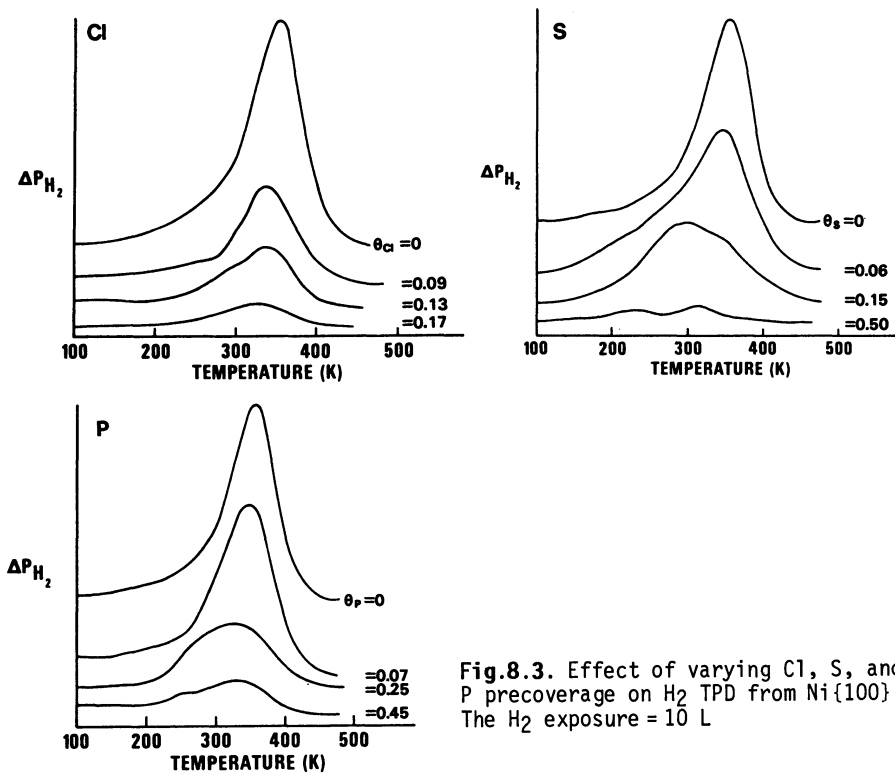 Cl
ΔP_H₂
θ_Cl =0
=0.09
=0.13
=0.17
100 200 300 400 500
TEMPERATURE (K)
S
ΔP_H₂
θ_S =0
=0.06
=0.15
=0.50
100 200 300 400 500
TEMPERATURE (K)
P
ΔP_H₂
θ_P =0
=0.07
=0.25
=0.45
100 200 300 400 500
TEMPERATURE (K)
Fig.8.3. Effect of varying Cl, S, and
P precoverage on H₂ TPD from Ni{100}
The H₂ exposure = 10 L